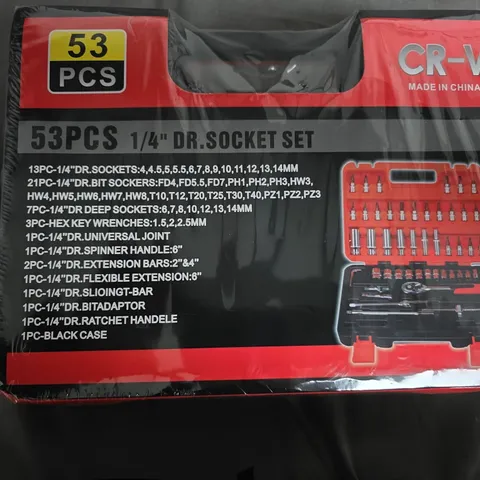 53
PCS
CR-V
MADE IN CHINA
53PCS 1/4" DR.SOCKET SET
13PC-1/4"DR.SOCKETS:4,4.5,5,5.5,6,7,8,9,10,11,12,13,14MM
21PC-1/4"DR.BIT SOCKERS:FD4,FD5.5,FD7,PH1,PH2,PH3,HW3,
HW4,HW5,HW6,HW7,HW8,T10,T12,T20,T25,T30,T40,PZ1,PZ2,PZ3
7PC-1/4"DR DEEP SOCKETS:6,7,8,10,12,13,14MM
3PC-HEX KEY WRENCHES:1.5,2,2.5MM
1PC-1/4"DR.UNIVERSAL JOINT
1PC-1/4"DR.SPINNER HANDLE:6"
2PC-1/4"DR.EXTENSION BARS:2"&4"
1PC-1/4"DR.FLEXIBLE EXTENSION:6"
1PC-1/4"DR.SLIOINGT-BAR
1PC-1/4"DR.BITADAPTOR
1PC-1/4"DR.RATCHET HANDELE
1PC-BLACK CASE